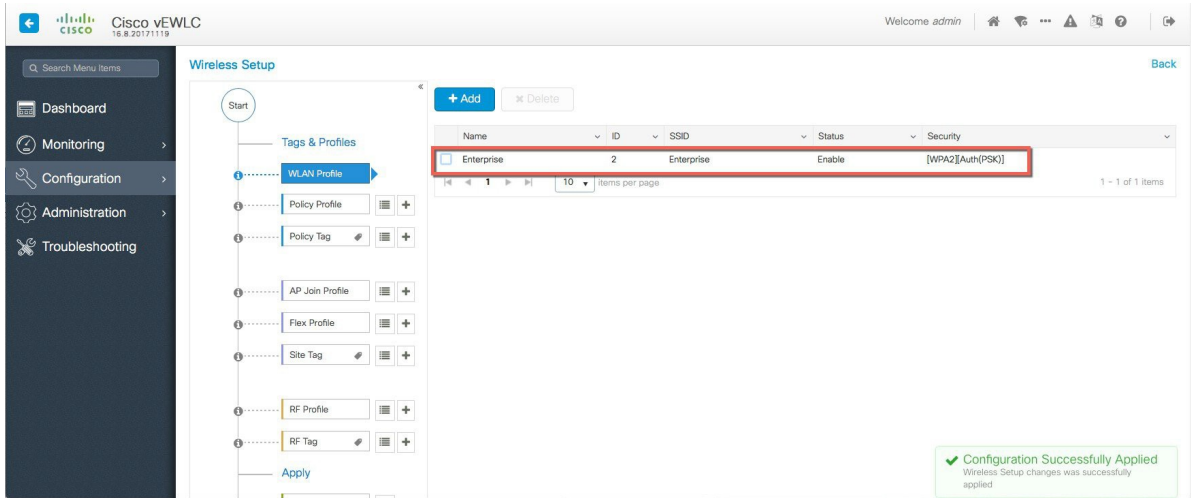 CISCO
Cisco vEWLC
16.8.20171119
Welcome admin
Search Menu Items
Dashboard
Monitoring
Configuration
Administration
Troubleshooting
Wireless Setup
Back
Start
Tags & Profiles
WLAN Profile
Policy Profile
Policy Tag
AP Join Profile
Flex Profile
Site Tag
RF Profile
RF Tag
Apply
+ Add
× Delete
Name ID SSID Status Security
Enterprise 2 Enterprise Enable [WPA2][Auth(PSK)]
1 10 items per page 1 - 1 of 1 items
Configuration Successfully Applied
Wireless Setup changes was successfully
applied